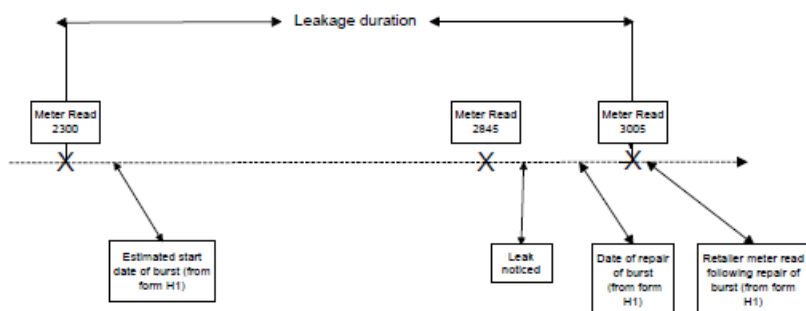 Leakage duration
Meter Read
2300
Meter Read
2845
Meter Read
3005
Estimated start
date of burst (from
form H1)
Leak
noticed
Date of repair
of burst
(from form
H1)
Retailer meter read
following repair of
burst (from form
H1)